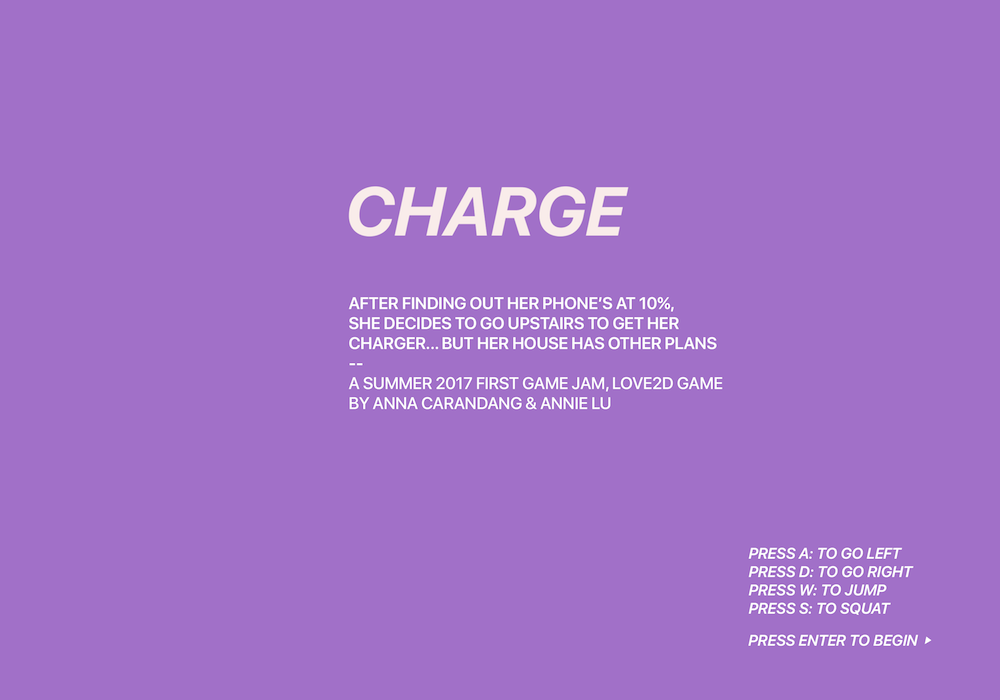 CHARGE
AFTER FINDING OUT HER PHONE'S AT 10%,
SHE DECIDES TO GO UPSTAIRS TO GET HER
CHARGER... BUT HER HOUSE HAS OTHER PLANS
--
A SUMMER 2017 FIRST GAME JAM, LOVE2D GAME
BY ANNA CARANDANG & ANNIE LU
PRESS A: TO GO LEFT
PRESS D: TO GO RIGHT
PRESS W: TO JUMP
PRESS S: TO SQUAT
PRESS ENTER TO BEGIN ▸